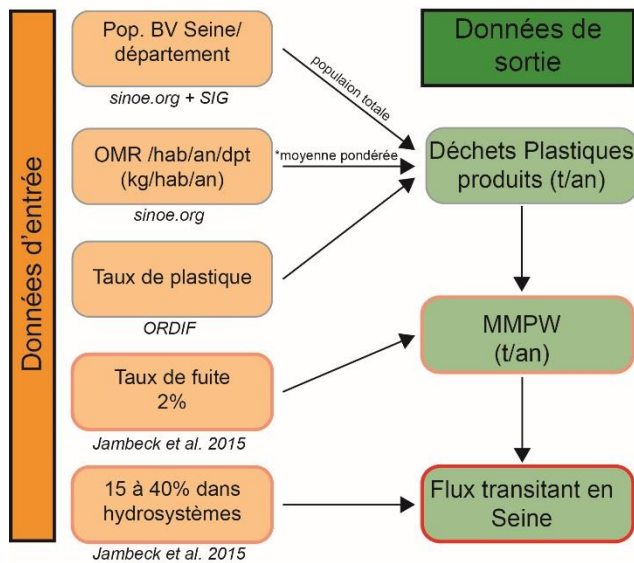 Données d'entrée
Pop. BV Seine/
département
sinoe.org + SIG
OMR /hab/an/dpt
(kg/hab/an)
sinoe.org
Taux de plastique
ORDIF
Taux de fuite
2%
Jambeck et al. 2015
15 à 40% dans
hydrosystèmes
Jambeck et al. 2015
populaion totale
*moyenne pondérée
Données de
sortie
Déchets Plastiques
produits (t/an)
MMPW
(t/an)
Flux transitant en
Seine